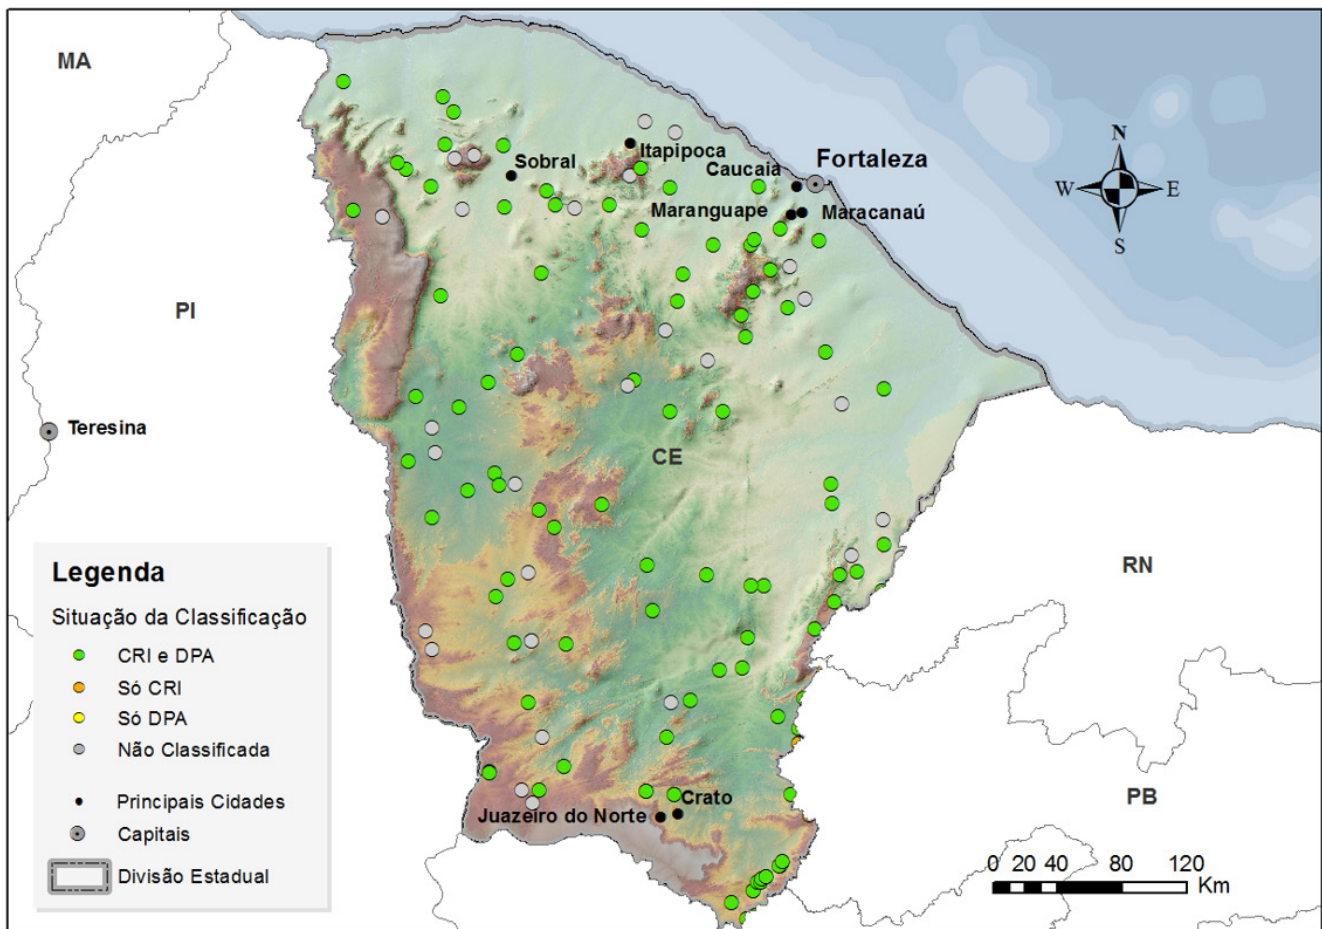 MA
N
Itapipoca
Fortaleza
Sobral
Caucaia
W
E
Maranguape
Maracanaú
S
PI
Teresina
CE
RN
Legenda
Situação da Classificação
CRI e DPA
Só CRI
Só DPA
Não Classificada
Principais Cidades
Capitais
Divisão Estadual
Crato
Juazeiro do Norte
PB
0 20 40 80 120
Km